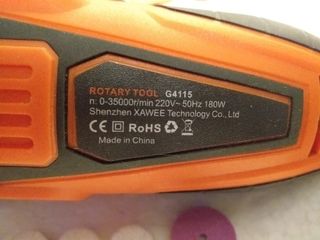 ROTARY TOOL G4115
n: 0-35000r/min 220V~ 50Hz 180W
Shenzhen XAWEE Technology Co., Ltd
CE RoHS
Made in China